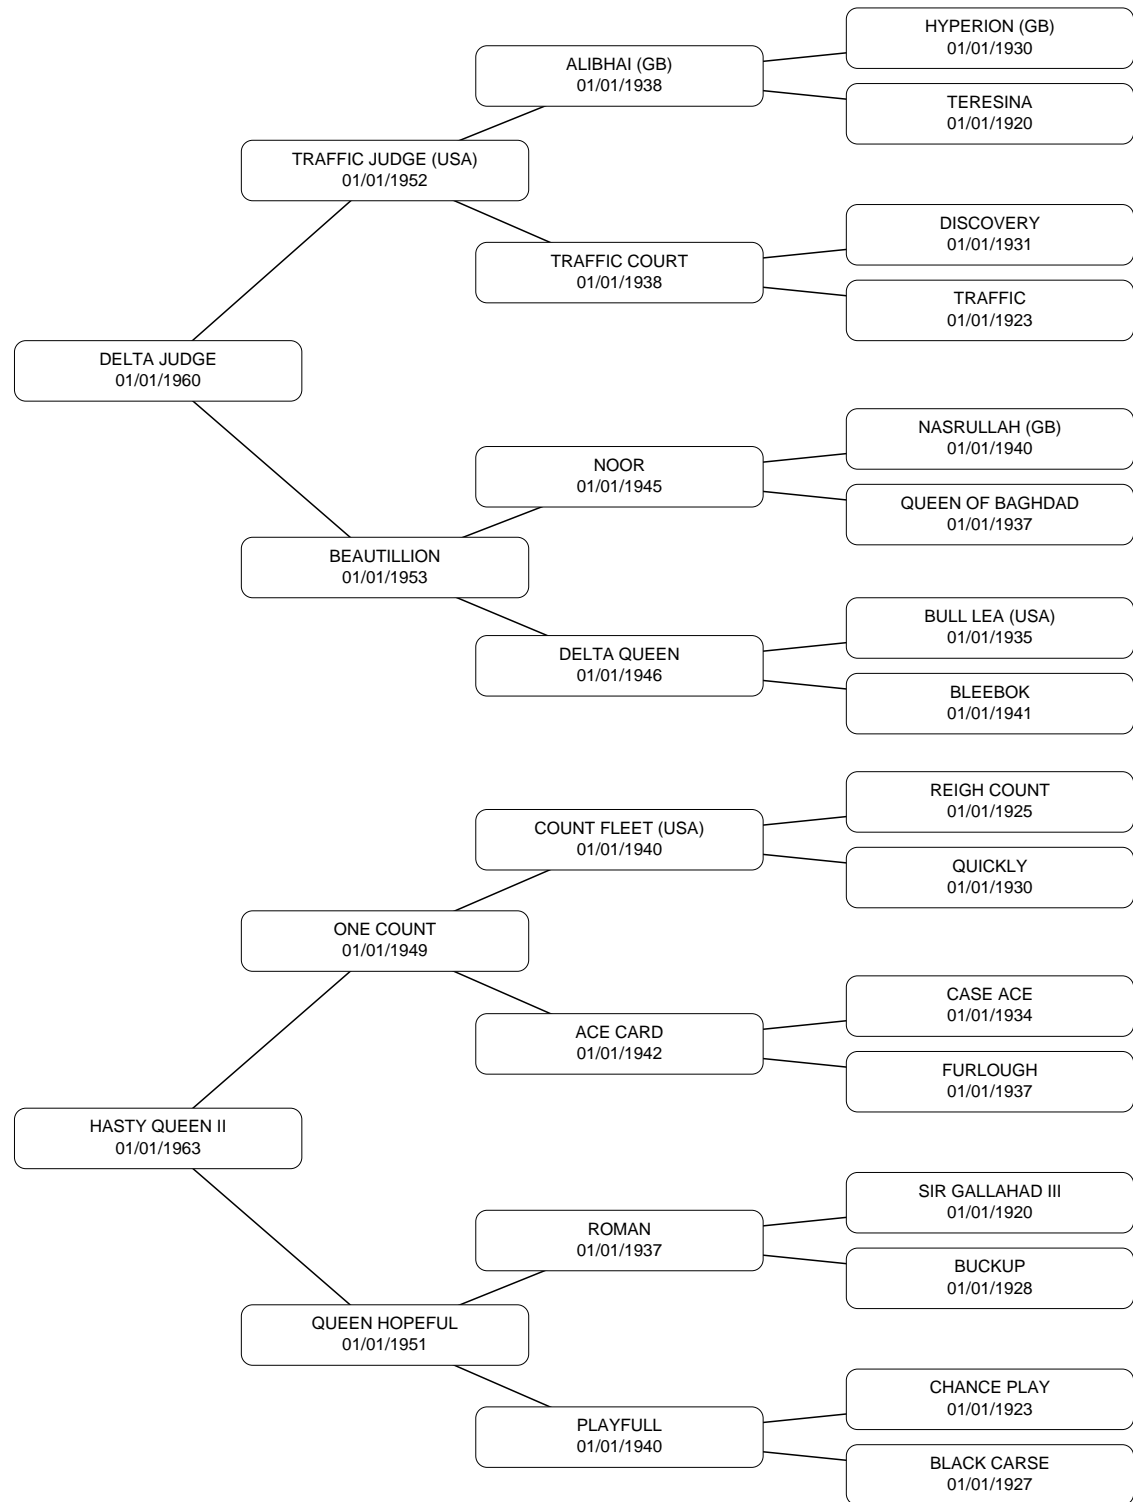 HYPERION (GB)
01/01/1930
ALIBHAI (GB)
01/01/1938
TERESINA
01/01/1920
TRAFFIC JUDGE (USA)
01/01/1952
DISCOVERY
01/01/1931
TRAFFIC COURT
01/01/1938
TRAFFIC
01/01/1923
DELTA JUDGE
01/01/1960
NASRULLAH (GB)
01/01/1940
NOOR
01/01/1945
QUEEN OF BAGHDAD
01/01/1937
BEAUTILLION
01/01/1953
BULL LEA (USA)
01/01/1935
DELTA QUEEN
01/01/1946
BLEEBOK
01/01/1941
REIGH COUNT
01/01/1925
COUNT FLEET (USA)
01/01/1940
QUICKLY
01/01/1930
ONE COUNT
01/01/1949
CASE ACE
01/01/1934
ACE CARD
01/01/1942
FURLOUGH
01/01/1937
HASTY QUEEN II
01/01/1963
SIR GALLAHAD III
01/01/1920
ROMAN
01/01/1937
BUCKUP
01/01/1928
QUEEN HOPEFUL
01/01/1951
CHANCE PLAY
01/01/1923
PLAYFULL
01/01/1940
BLACK CARSE
01/01/1927